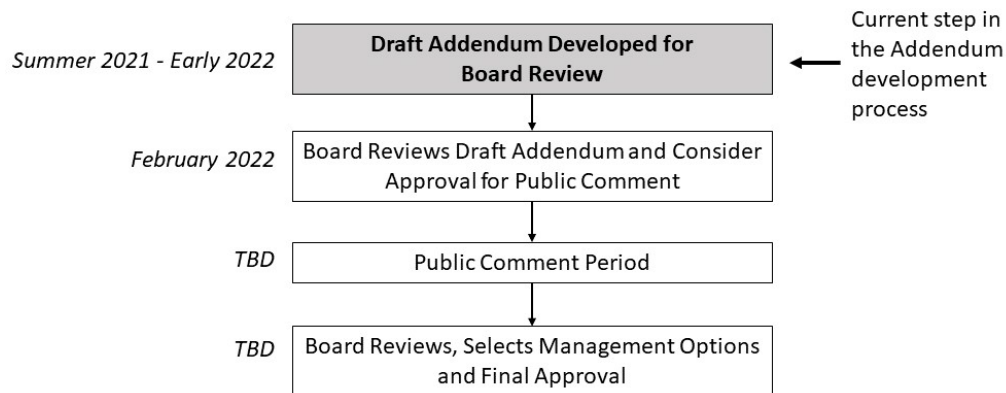 Summer 2021 - Early 2022
Draft Addendum Developed for
Board Review
Current step in
the Addendum
development
process
February 2022
Board Reviews Draft Addendum and Consider
Approval for Public Comment
TBD
Public Comment Period
TBD
Board Reviews, Selects Management Options
and Final Approval